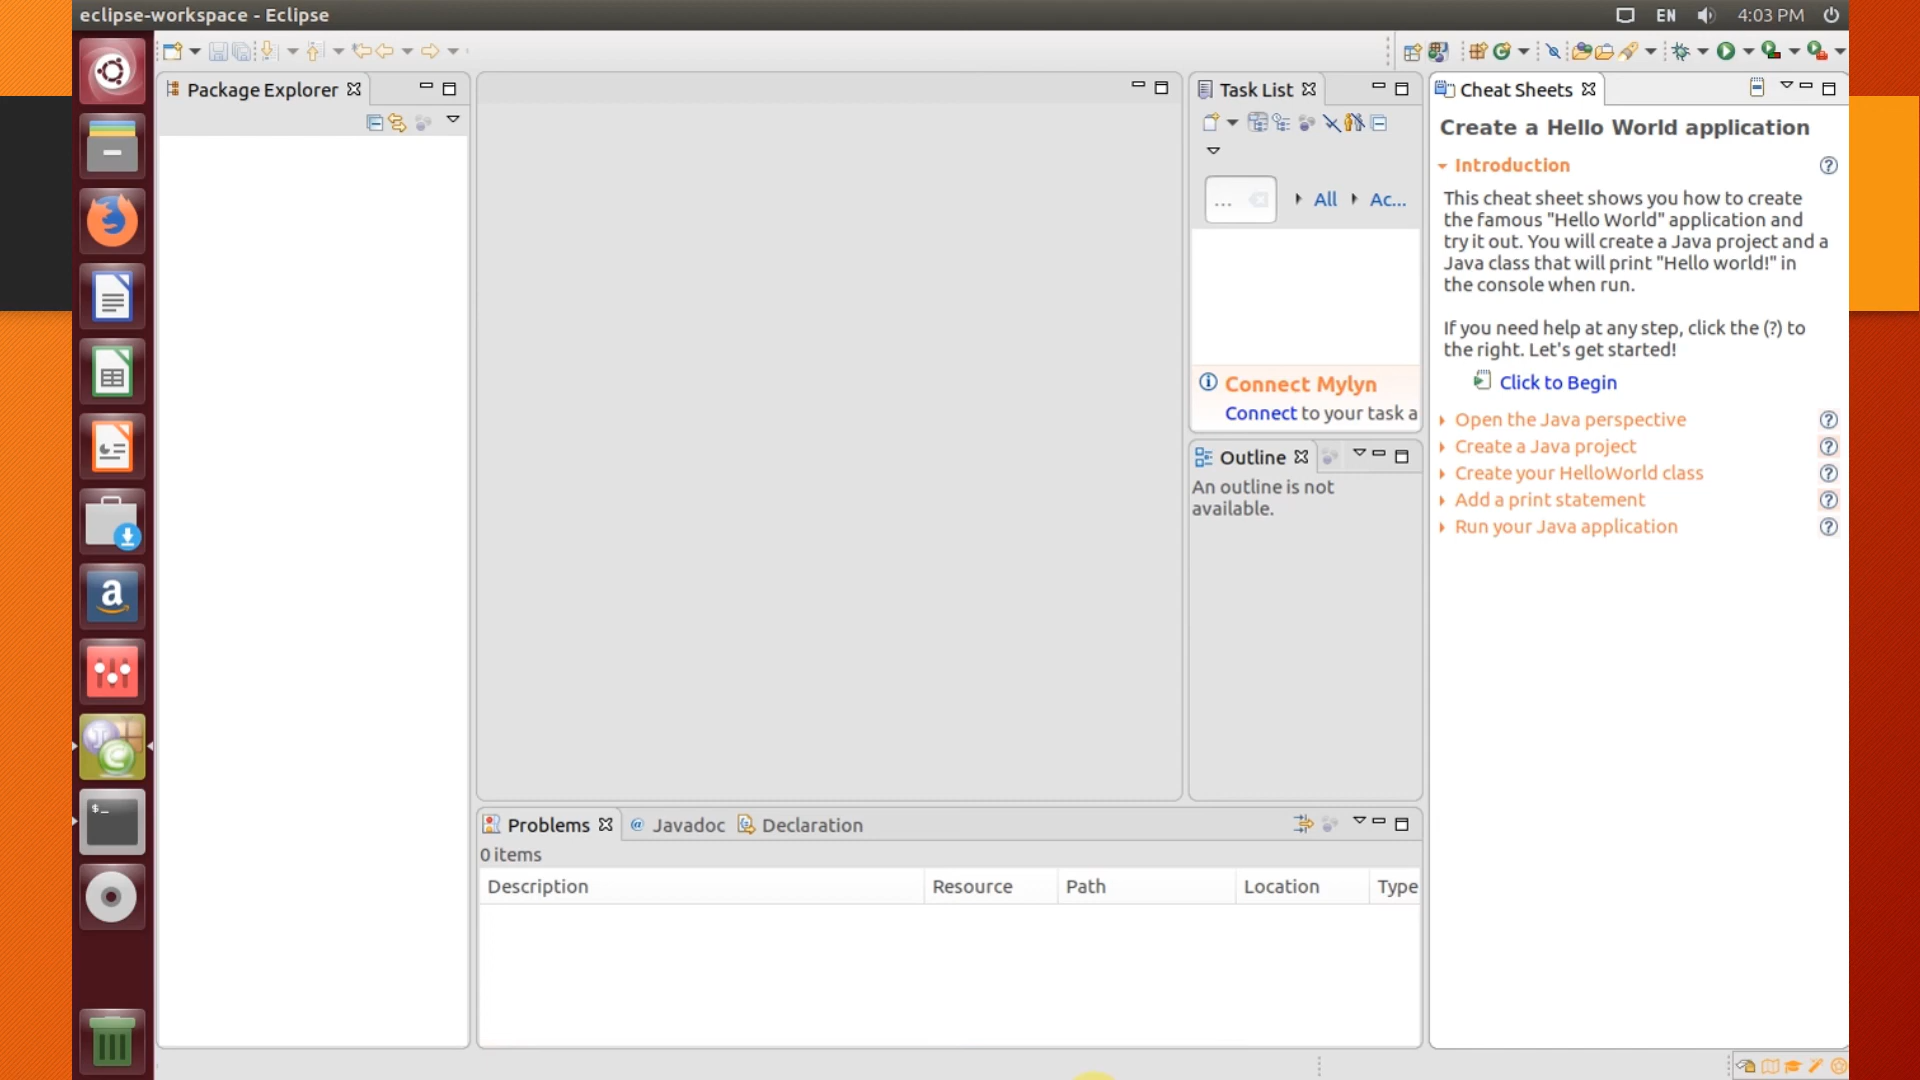 eclipse-workspace - Eclipse
EN
4:03 PM
Package Explorer
Task List
... All Ac...
Connect Mylyn
Connect to your task a
Outline
An outline is not
available.
Problems
Javadoc
Declaration
0 items
Description
Resource
Path
Location
Type
Cheat Sheets
Create a Hello World application
Introduction
This cheat sheet shows you how to create
the famous "Hello World" application and
try it out. You will create a Java project and a
Java class that will print "Hello world!" in
the console when run.
If you need help at any step, click the (?) to
the right. Let's get started!
Click to Begin
Open the Java perspective
Create a Java project
Create your HelloWorld class
Add a print statement
Run your Java application